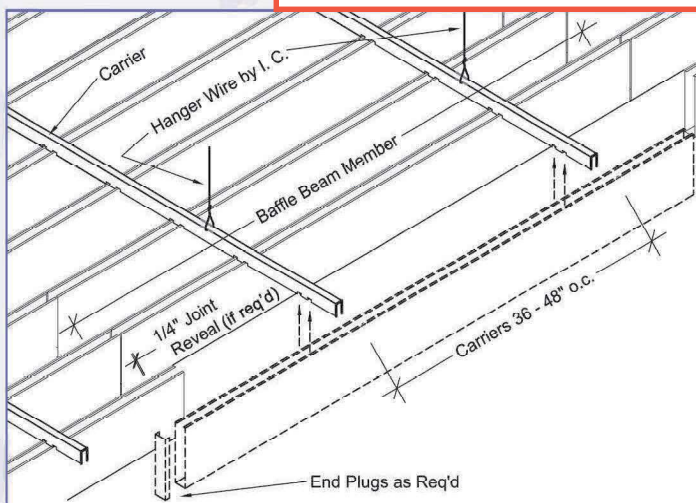 Carrier
Hanger Wire by I. C.
Baffle Beam Member
1/4" Joint
Reveal (if req'd)
Carriers 36 - 48" o.c.
End Plugs as Req'd